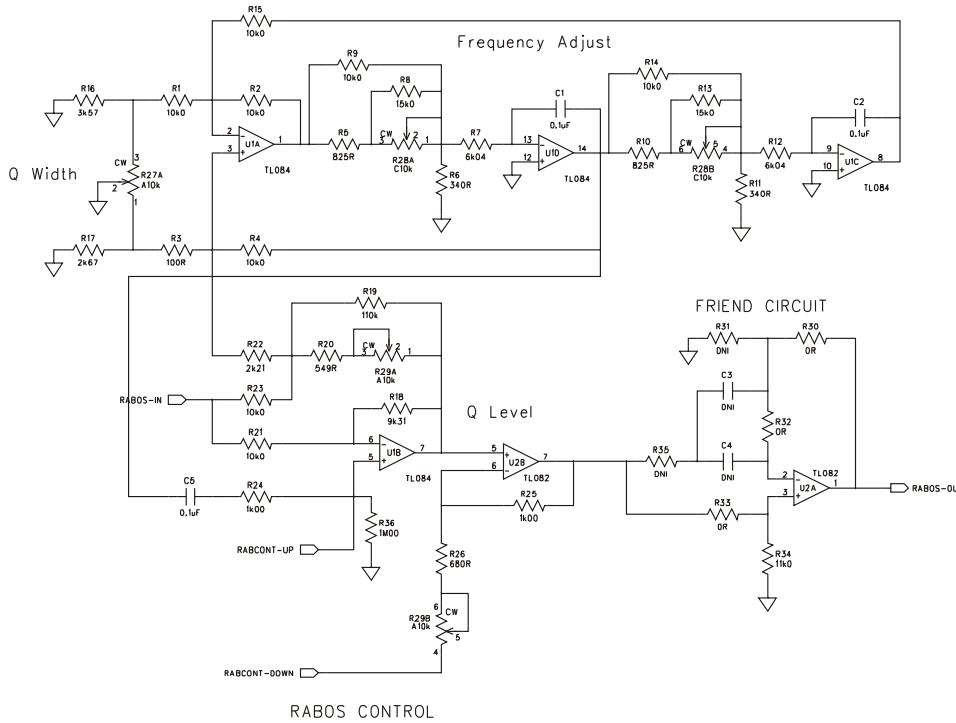 R15
10k0
Frequency Adjust
R9
10k0
R14
10k0
R16
3k57
R1
10k0
R2
10k0
R8
15k0
C1
0.1uF
R13
15k0
C2
0.1uF
2
3
1
U1A
TL084
R5
825R
CW
3
2
1
R28A
C10k
R7
6k04
13
12
14
U1D
TL084
R10
825R
CW
6
5
4
R28B
C10k
R12
6k04
9
10
8
U1C
TL084
Q Width
CW
3
R27A
A10k
2
1
R6
340R
R11
340R
R17
2k67
R3
100R
R4
10k0
R19
110k
FRIEND CIRCUIT
R31
DNI
R30
0R
R22
2k21
R20
549R
CW
3
2
1
R29A
A10k
C3
DNI
RABOS-IN
R23
10k0
R18
9k31
Q Level
R32
0R
R21
10k0
6
5
7
U1B
TL084
5
6
7
U2B
TL082
R35
DNI
C4
DNI
TL082
2
3
1
U2A
RABOS-OU
C5
0.1uF
R24
1k00
R25
1k00
R33
0R
R36
1M00
R34
11k0
RABCONT-UP
R26
680R
6
CW
R29B
A10k
5
4
RABCONT-DOWN
RABOS CONTROL